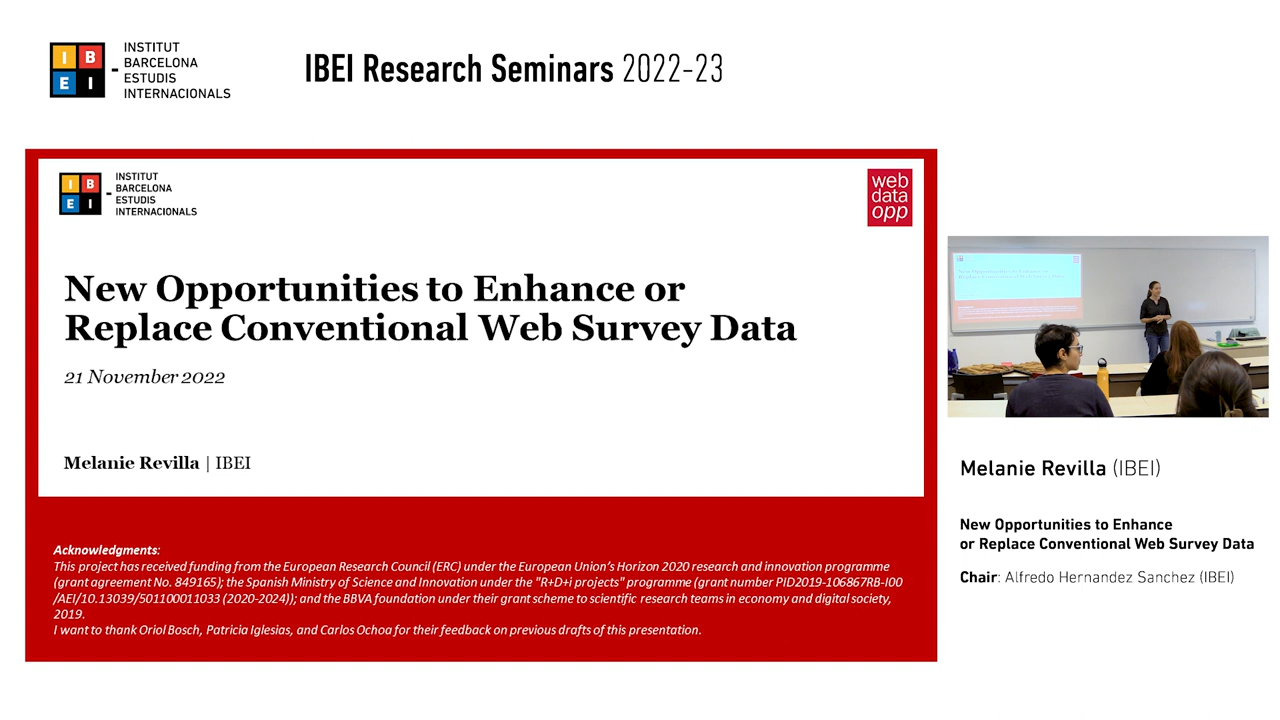 I B E I
INSTITUT
BARCELONA
ESTUDIS
INTERNACIONALS
IBEI Research Seminars 2022-23
I B E I
INSTITUT
BARCELONA
ESTUDIS
INTERNACIONALS
web
data
opp
New Opportunities to Enhance or
Replace Conventional Web Survey Data
21 November 2022
Melanie Revilla | IBEI
Acknowledgments:
This project has received funding from the European Research Council (ERC) under the European Union's Horizon 2020 research and innovation programme
(grant agreement No. 849165); the Spanish Ministry of Science and Innovation under the "R+D+i projects" programme (grant number PID2019-106867RB-I00
/AEI/10.13039/501100011033 (2020-2024)); and the BBVA foundation under their grant scheme to scientific research teams in economy and digital society,
2019.
I want to thank Oriol Bosch, Patricia Iglesias, and Carlos Ochoa for their feedback on previous drafts of this presentation.
Melanie Revilla (IBEI)
New Opportunities to Enhance
or Replace Conventional Web Survey Data
Chair: Alfredo Hernandez Sanchez (IBEI)